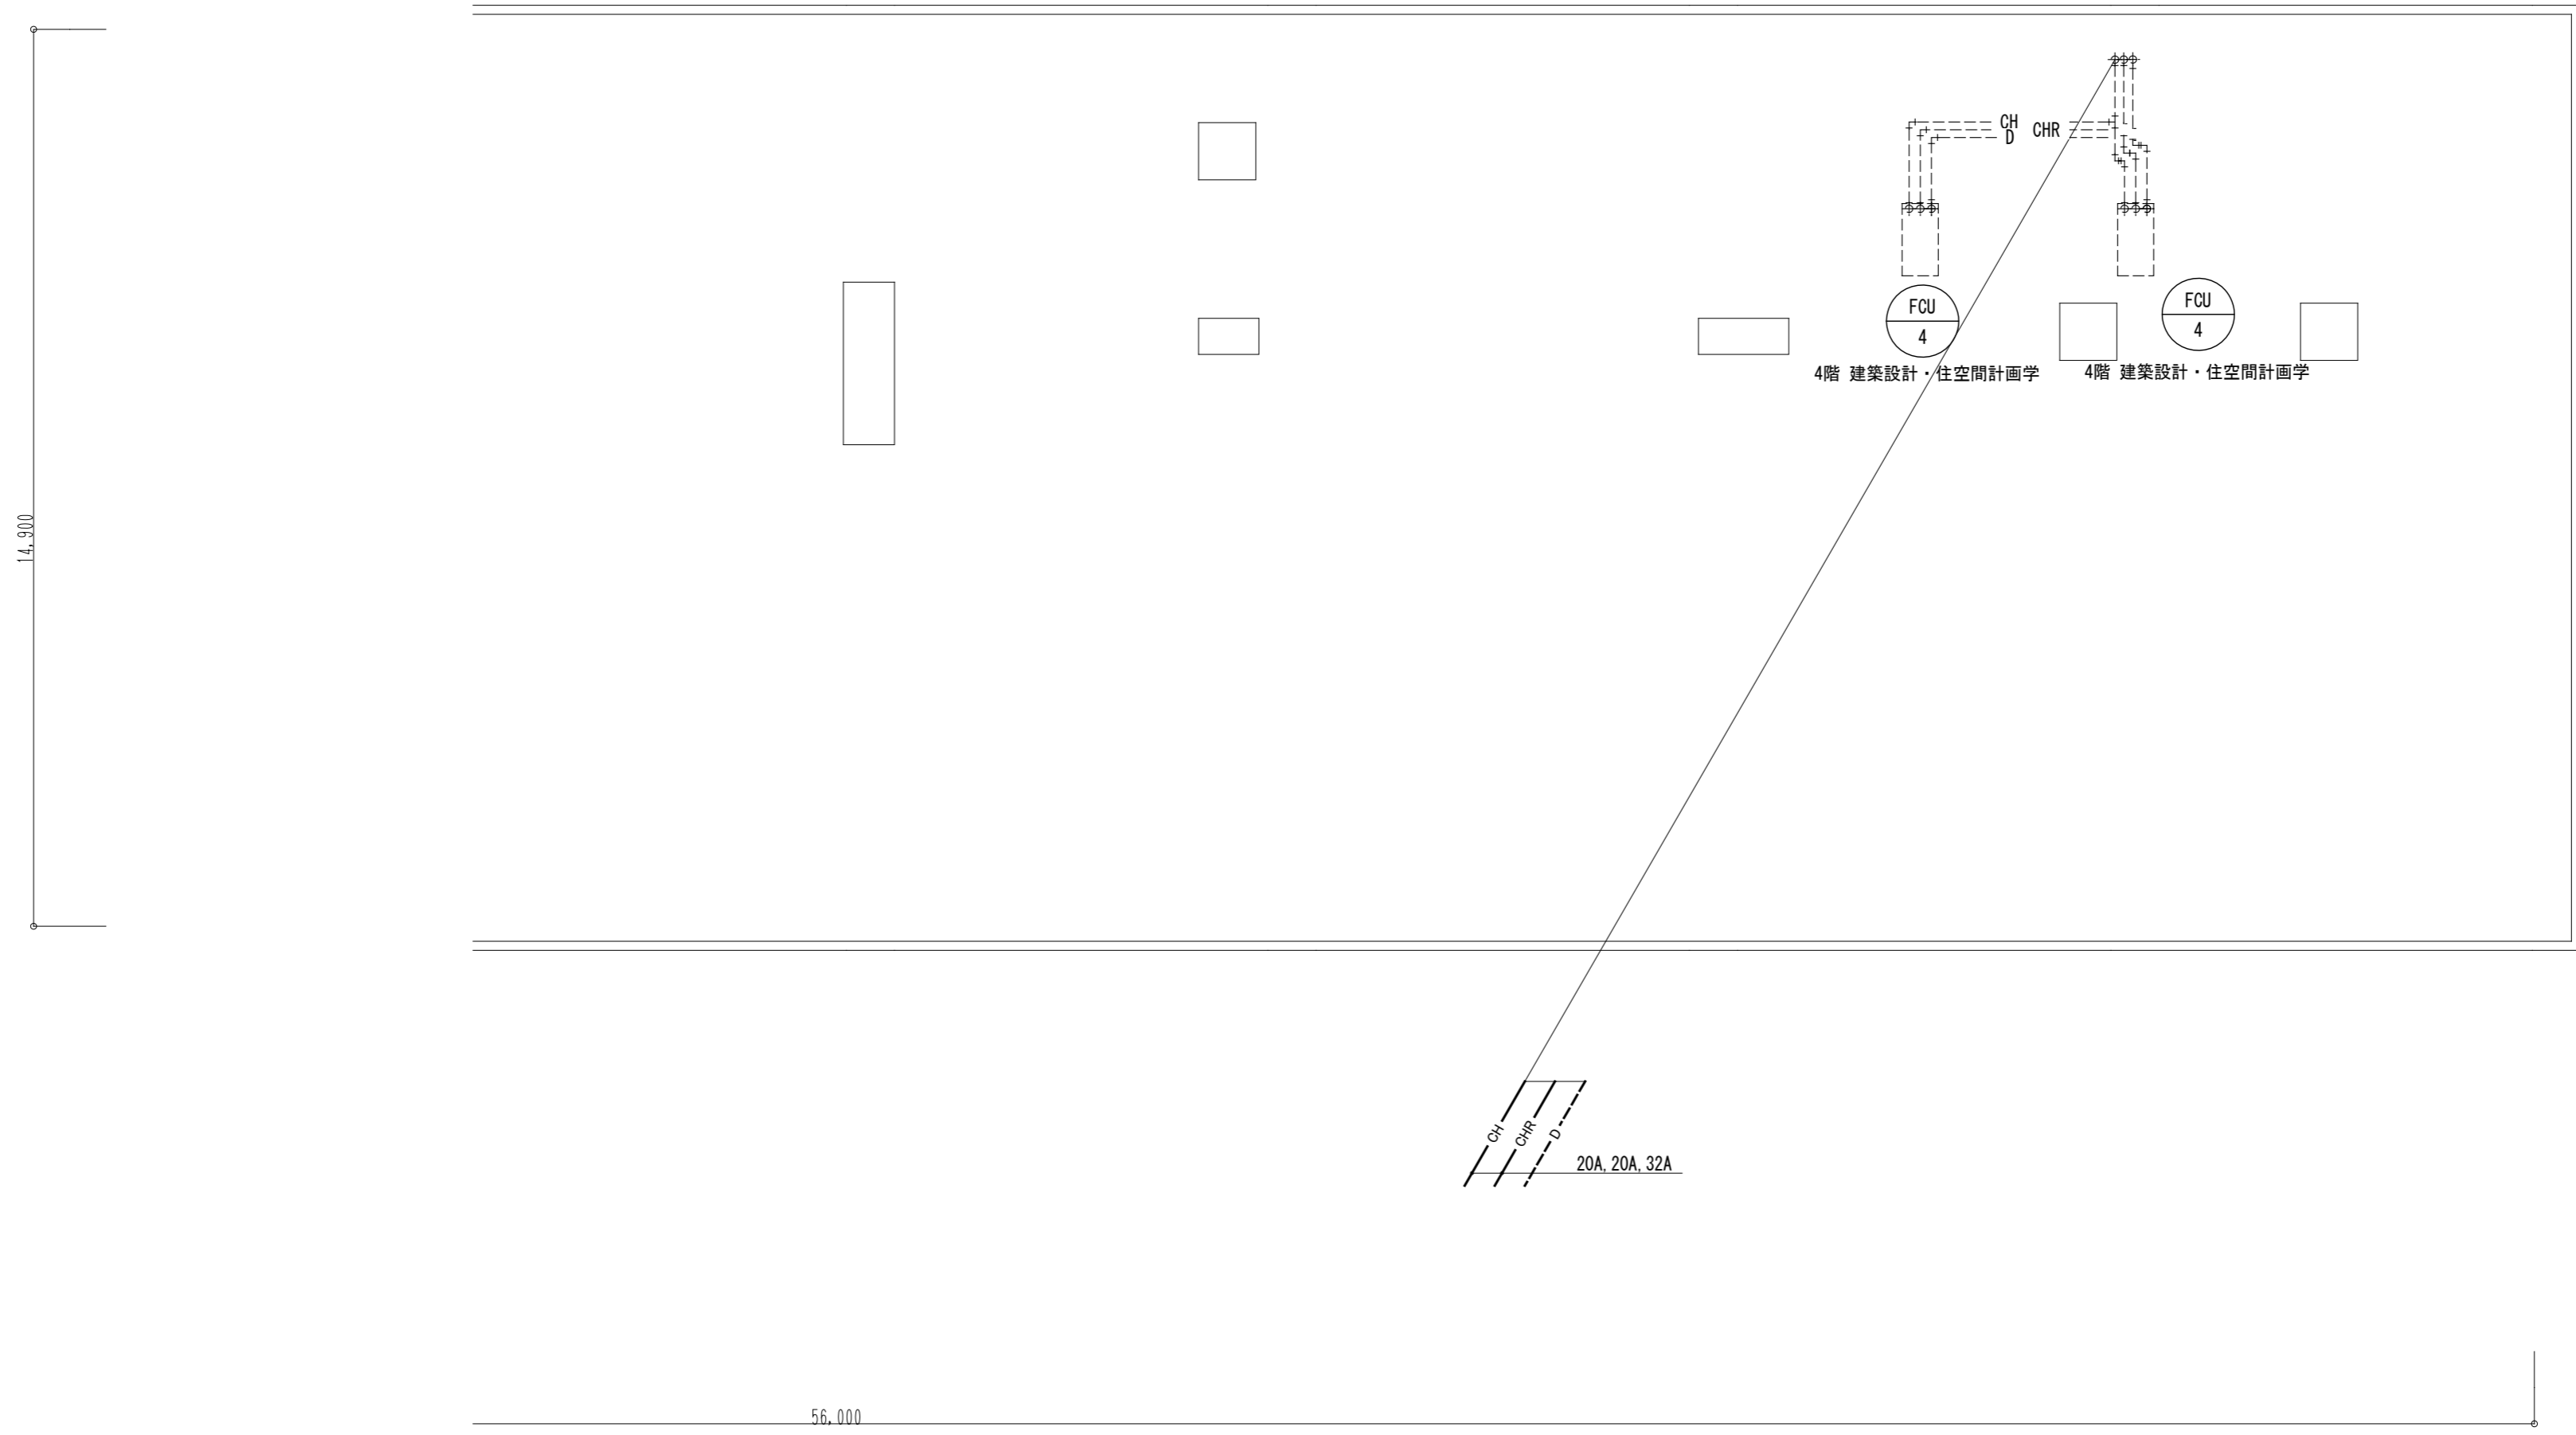 CH
D
CHR
FCU
4
FCU
4
4階 建築設計・住空間計画学
4階 建築設計・住空間計画学
14,900
CH
CHR
D
20A, 20A, 32A
56,000